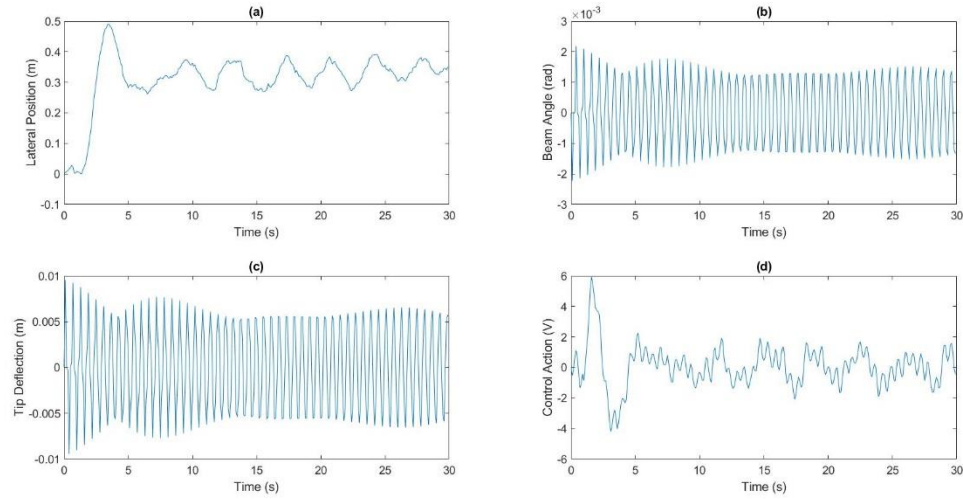 (a)
0.5
0.4
0.3
0.2
0.1
0
-0.1
Lateral Position (m)
0 5 10 15 20 25 30
Time (s)
(b)
×10⁻³
3
2
1
0
-1
-2
-3
Beam Angle (rad)
0 5 10 15 20 25 30
Time (s)
(c)
0.01
0.005
0
-0.005
-0.01
Tip Deflection (m)
0 5 10 15 20 25 30
Time (s)
(d)
6
4
2
0
-2
-4
-6
Control Action (V)
0 5 10 15 20 25 30
Time (s)